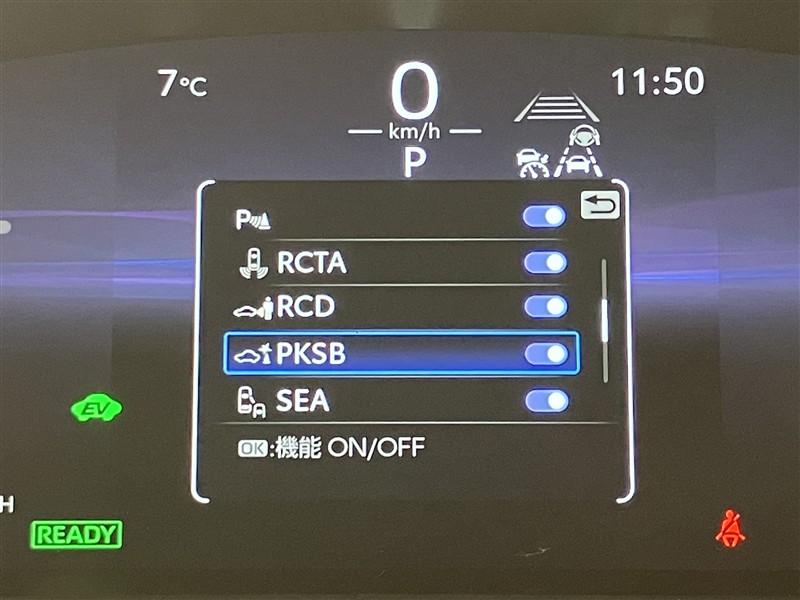 7℃
0
km/h
P
11:50
P
RCTA
RCD
PKSB
SEA
OK:機能 ON/OFF
EV
H
READY